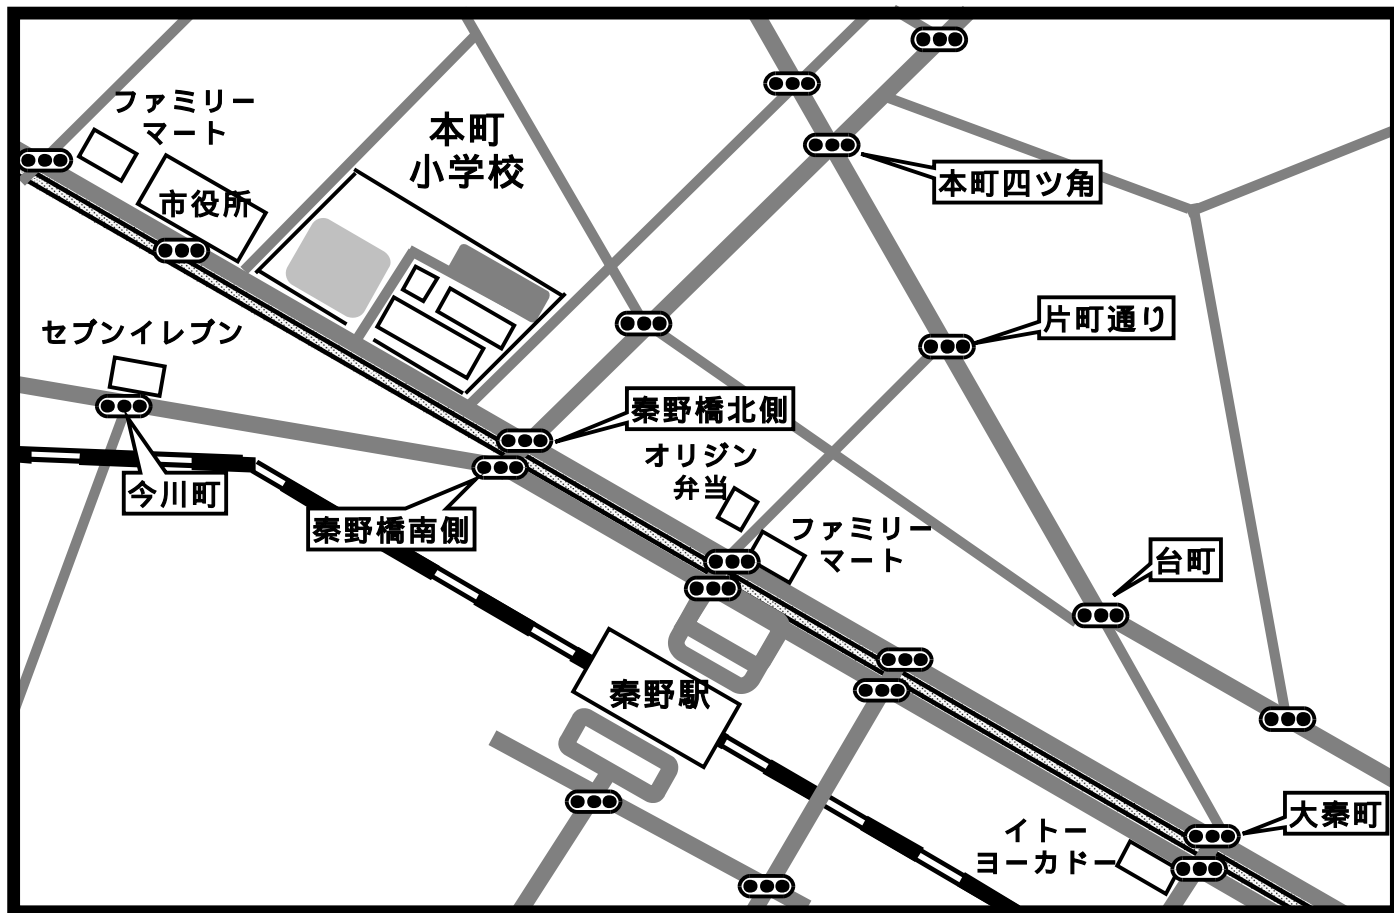 ファミリー
マート
市役所
本町
小学校
本町四ツ角
片町通り
セブンイレブン
今川町
秦野橋北側
秦野橋南側
オリジン
弁当
ファミリー
マート
台町
秦野駅
大秦町
イトー
ヨーカドー